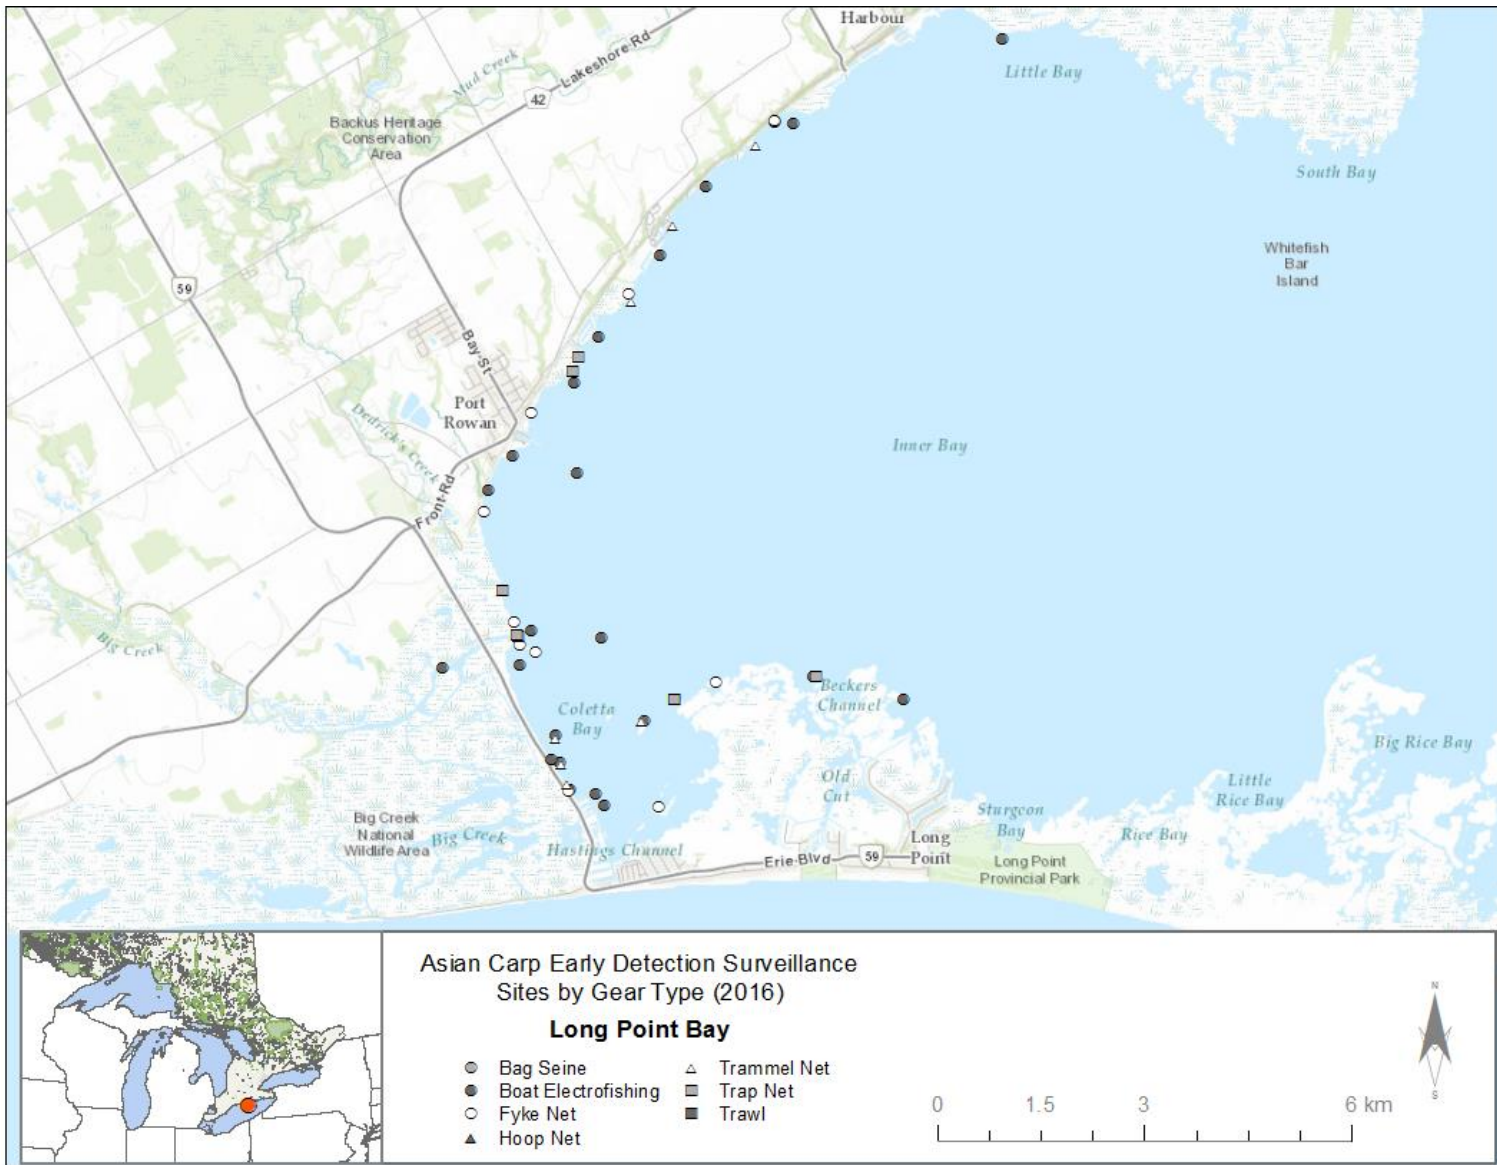 Harbour
Little Bay
Lakeshore Rd
Mud Creek
42
Backus Heritage
Conservation
Area
South Bay
Whitefish
Bar
Island
59
Bay St
Port
Rowan
Dedrick's Creek
Inner Bay
Front Rd
Big Creek
Coletta
Bay
Beckers
Channel
Big Rice Bay
Old
Cut
Little
Rice Bay
Sturgeon
Bay
Rice Bay
Big Creek
National
Wildlife Area
Big Creek
Hastings Channel
Erie Blvd
59
Long
Point
Long Point
Provincial Park
Asian Carp Early Detection Surveillance
Sites by Gear Type (2016)
Long Point Bay
Bag Seine
Boat Electrofishing
Fyke Net
Hoop Net
Trammel Net
Trap Net
Trawl
N
S
0 1.5 3 6 km